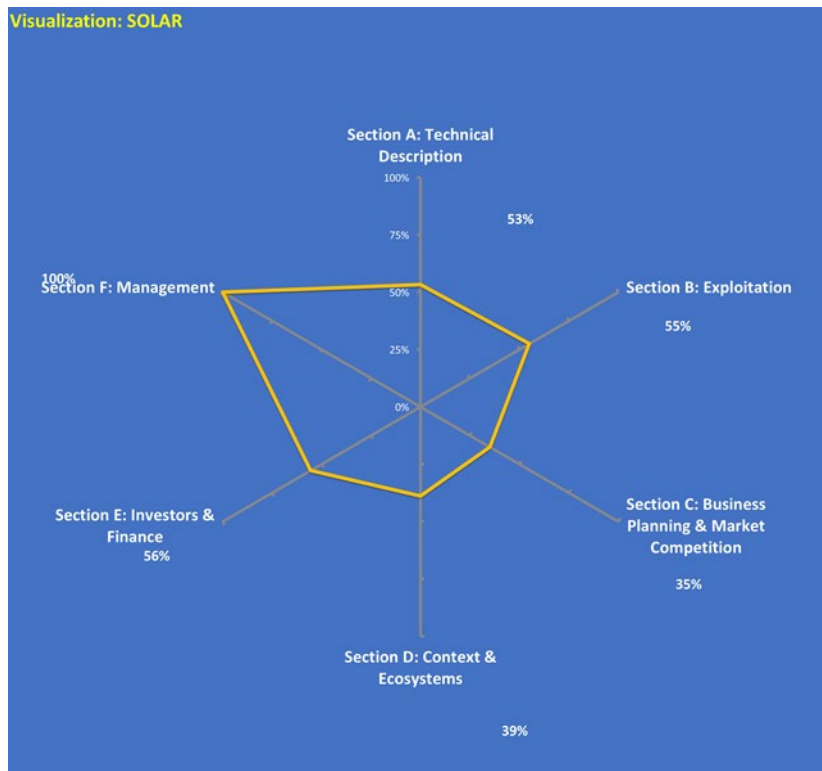 Visualization: SOLAR
Section A: Technical
Description
100%
53%
75%
100%
Section F: Management
50%
Section B: Exploitation
55%
25%
0%
Section E: Investors &
Finance
56%
Section C: Business
Planning & Market
Competition
35%
Section D: Context &
Ecosystems
39%